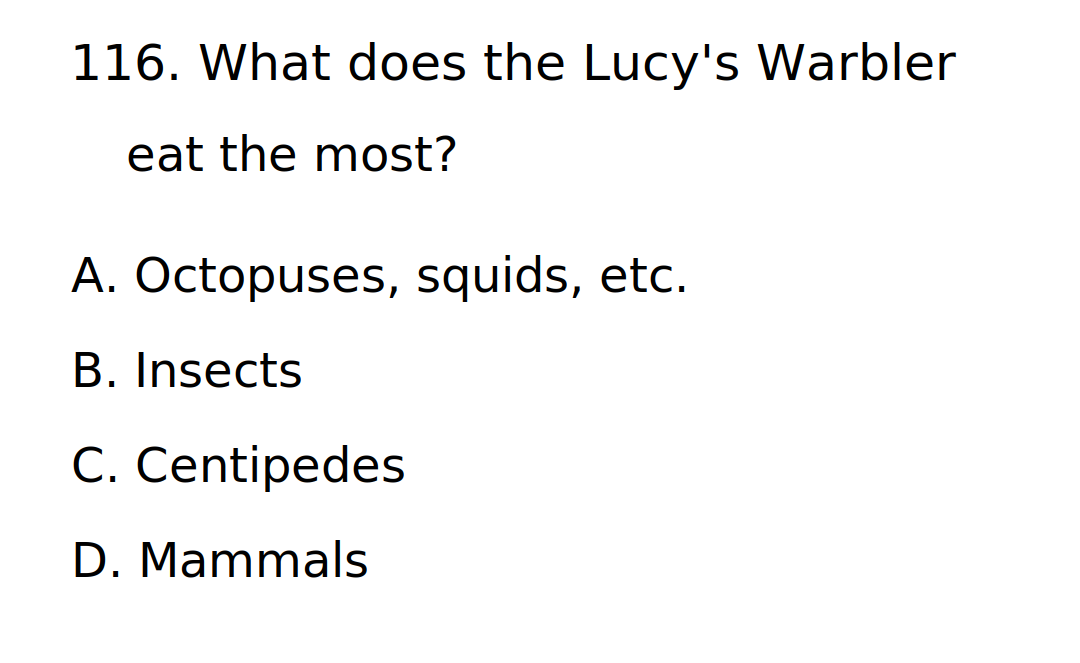 116. What does the Lucy's Warbler
eat the most?
A. Octopuses, squids, etc.
B. Insects
C. Centipedes
D. Mammals